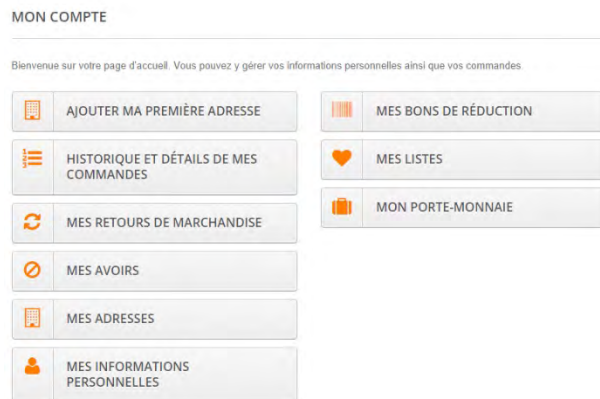 MON COMPTE
Bienvenue sur votre page d'accueil. Vous pouvez y gérer vos informations personnelles ainsi que vos commandes
AJOUTER MA PREMIÈRE ADRESSE
HISTORIQUE ET DÉTAILS DE MES
COMMANDES
MES RETOURS DE MARCHANDISE
MES AVOIRS
MES ADRESSES
MES INFORMATIONS
PERSONNELLES
MES BONS DE RÉDUCTION
MES LISTES
MON PORTE-MONNAIE